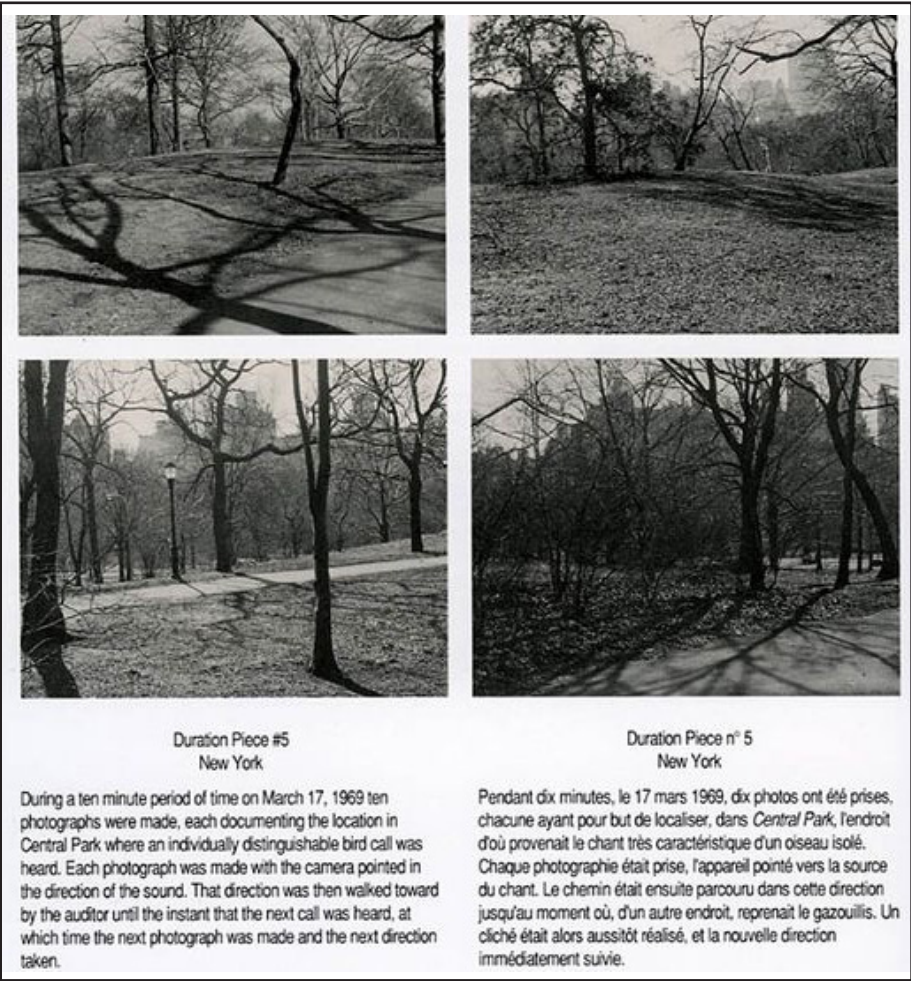 Duration Piece #5
New York
During a ten minute period of time on March 17, 1969 ten
photographs were made, each documenting the location in
Central Park where an individually distinguishable bird call was
heard. Each photograph was made with the camera pointed in
the direction of the sound. That direction was then walked toward
by the auditor until the instant that the next call was heard, at
which time the next photograph was made and the next direction
taken.
Duration Piece n° 5
New York
Pendant dix minutes, le 17 mars 1969, dix photos ont été prises,
chacune ayant pour but de localiser, dans Central Park, l'endroit
d'où provenait le chant très caractéristique d'un oiseau isolé.
Chaque photographie était prise, l'appareil pointé vers la source
du chant. Le chemin était ensuite parcouru dans cette direction
jusqu'au moment où, d'un autre endroit, reprenait le gazouillis. Un
cliché était alors aussitôt réalisé, et la nouvelle direction
immédiatement suivie.